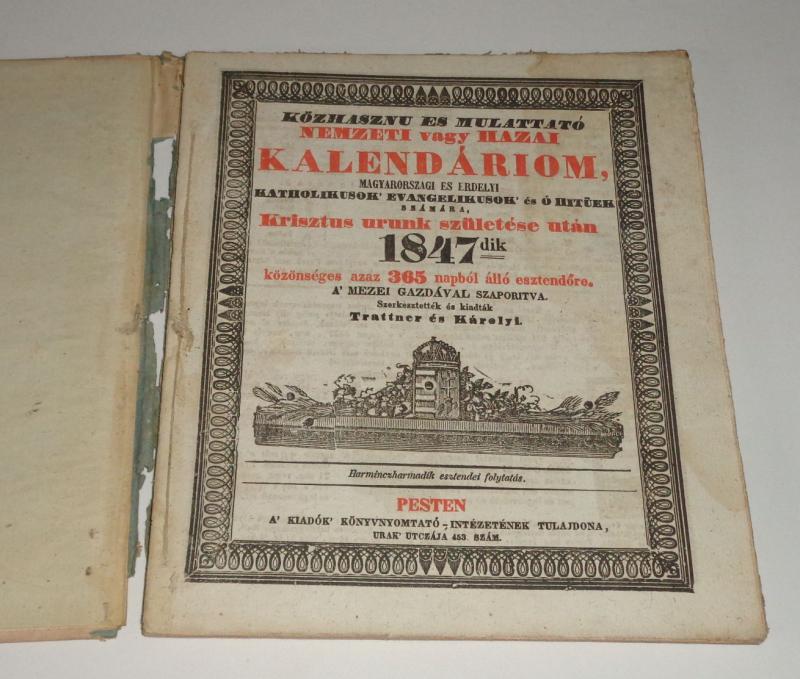 KÖZHASZNU ES MULATTATÓ
NEMZETI vagy HAZAI
KALENDÁRIOM,
MAGYARORSZAGI ES ERDELYI
KATHOLIKUSOK' EVANGELIKUSOK' és Ó HITÜEK
SZÁMÁRA,
Krisztus urunk születése után
1847dik
közönséges azaz 365 napból álló esztendőre.
A' MEZEI GAZDÁVAL SZAPORITVA.
Szerkesztették és kiadták
Trattner és Károlyi.
Harminczharmadik esztendei folytatás.
PESTEN
A' KIADÓK' KÖNYVNYOMTATÓ-INTÉZETÉNEK TULAJDONA,
URAK' UTCZÁJA 453. SZÁM.